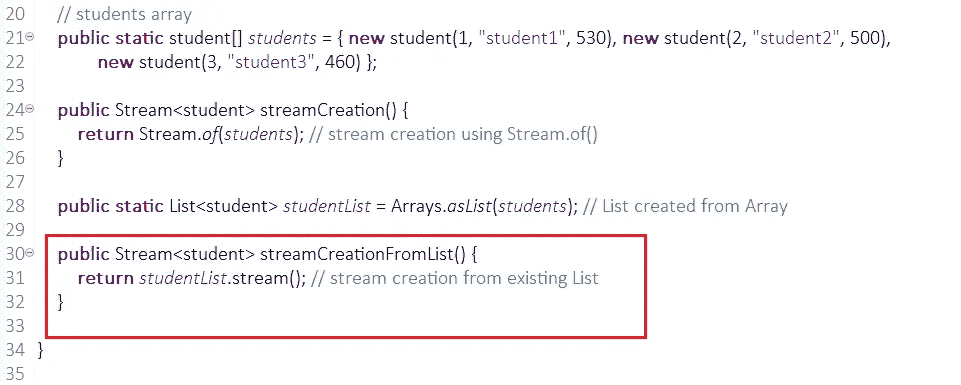 20 // students array
21 public static student[] students = { new student(1, "student1", 530), new student(2, "student2", 500),
22 new student(3, "student3", 460) };
23
24 public Stream<student> streamCreation() {
25 return Stream.of(students); // stream creation using Stream.of()
26 }
27
28 public static List<student> studentList = Arrays.asList(students); // List created from Array
29
30 public Stream<student> streamCreationFromList() {
31 return studentList.stream(); // stream creation from existing List
32 }
33
34 }
35